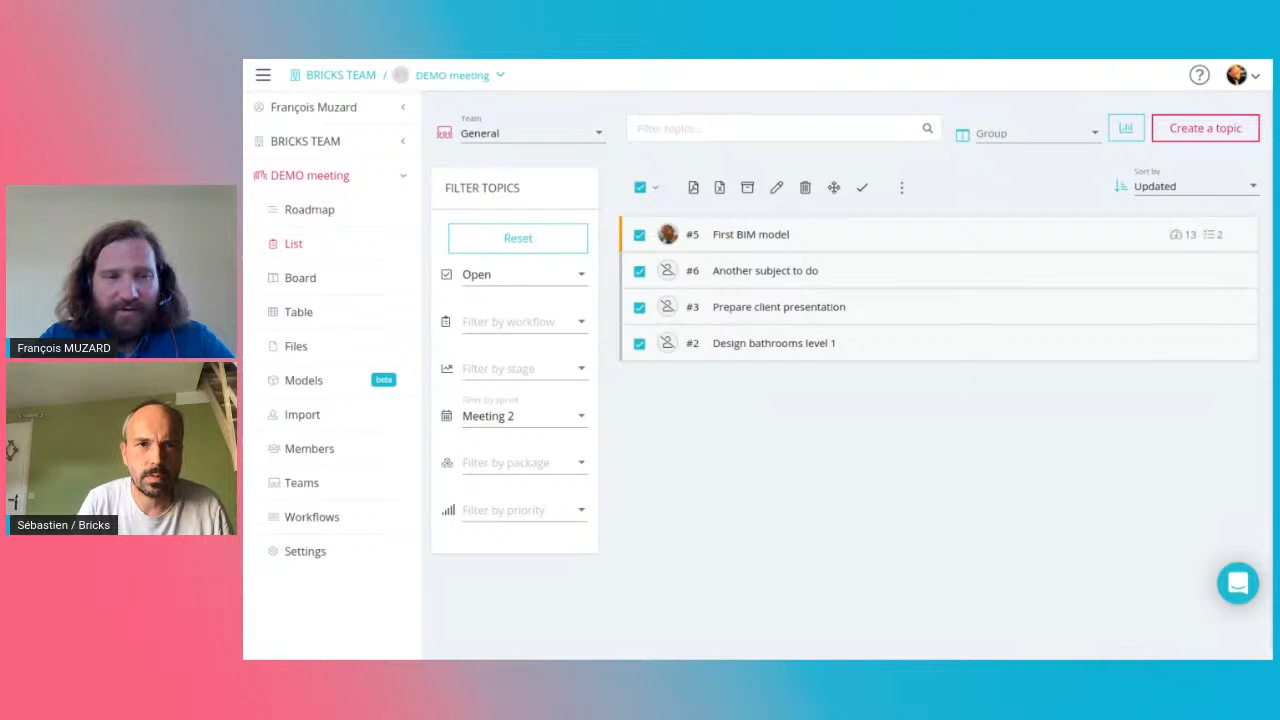 BRICKS TEAM / DEMO meeting
François Muzard
BRICKS TEAM
DEMO meeting
Roadmap
List
Board
Table
Files
Models beta
Import
Members
Teams
Workflows
Settings
Team
General
Filter topics...
Group
Create a topic
FILTER TOPICS
Reset
Open
Filter by workflow
Filter by stage
Filter by sprint
Meeting 2
Filter by package
Filter by priority
Sort by
Updated
#5 First BIM model 13 2
#6 Another subject to do
#3 Prepare client presentation
#2 Design bathrooms level 1
François MUZARD
Sébastien / Bricks